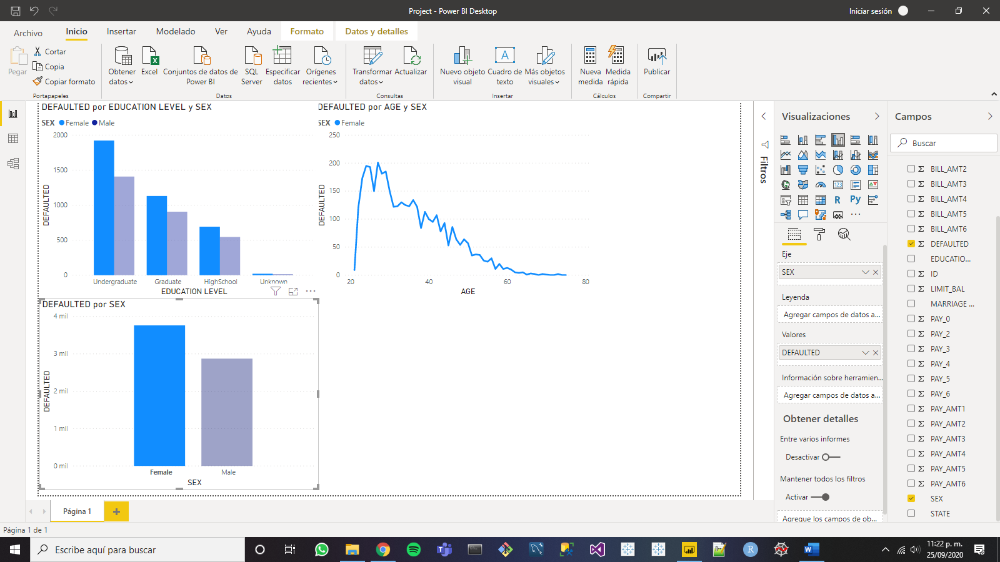 Project - Power BI Desktop
Iniciar sesión
Archivo
Inicio
Insertar
Modelado
Ver
Ayuda
Formato
Datos y detalles
Pegar
Cortar
Copia
Copiar formato
Obtener
datos
Excel
Conjuntos de datos de
Power BI
SQL
Server
Especificar
datos
Orígenes
recientes
Transformar
datos
Actualizar
Nuevo objeto
visual
A
Cuadro de
texto
Más objetos
visuales
Nueva
medida
Medida
rápida
Publicar
Portapapeles
Datos
Consultas
Insertar
Cálculos
Compartir
DEFAULTED por EDUCATION LEVEL y SEX
SEX Female Male
2000
1500
1000
500
0
DEFAULTED
Undergraduate
Graduate
HighSchool
Unknown
EDUCATION LEVEL
DEFAULTED por AGE y SEX
SEX Female
250
200
150
100
50
0
DEFAULTED
20
40
60
80
AGE
DEFAULTED por SEX
4 mil
3 mil
2 mil
1 mil
0 mil
DEFAULTED
Female
Male
SEX
Filtros
Visualizaciones
123
R
Py
Eje
SEX
Leyenda
Agregar campos de datos a...
Valores
DEFAULTED
Información sobre herramien...
Agregar campos de datos a...
Obtener detalles
Entre varios informes
Desactivar
Mantener todos los filtros
Activar
Agregue los campos de ob...
Campos
Buscar
BILL_AMT2
BILL_AMT3
BILL_AMT4
BILL_AMT5
BILL_AMT6
DEFAULTED
EDUCATIO...
ID
LIMIT_BAL
MARRIAGE ...
PAY_0
PAY_2
PAY_3
PAY_4
PAY_5
PAY_6
PAY_AMT1
PAY_AMT2
PAY_AMT3
PAY_AMT4
PAY_AMT5
PAY_AMT6
SEX
STATE
Página 1
Página 1 de 1
Escribe aquí para buscar
11:22 p. m.
25/09/2020